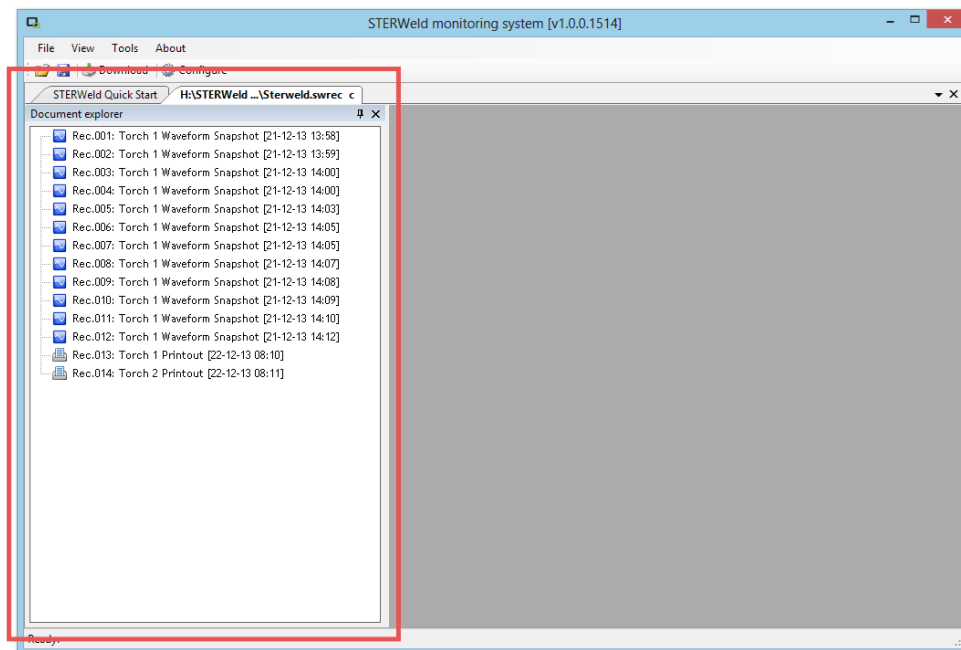 STERWeld monitoring system [v1.0.0.1514]
File View Tools About
Download Configure
STERWeld Quick Start H:\STERWeld ...\Sterweld.swrec c
Document explorer
Rec.001: Torch 1 Waveform Snapshot [21-12-13 13:58]
Rec.002: Torch 1 Waveform Snapshot [21-12-13 13:59]
Rec.003: Torch 1 Waveform Snapshot [21-12-13 14:00]
Rec.004: Torch 1 Waveform Snapshot [21-12-13 14:00]
Rec.005: Torch 1 Waveform Snapshot [21-12-13 14:03]
Rec.006: Torch 1 Waveform Snapshot [21-12-13 14:05]
Rec.007: Torch 1 Waveform Snapshot [21-12-13 14:05]
Rec.008: Torch 1 Waveform Snapshot [21-12-13 14:07]
Rec.009: Torch 1 Waveform Snapshot [21-12-13 14:08]
Rec.010: Torch 1 Waveform Snapshot [21-12-13 14:09]
Rec.011: Torch 1 Waveform Snapshot [21-12-13 14:10]
Rec.012: Torch 1 Waveform Snapshot [21-12-13 14:12]
Rec.013: Torch 1 Printout [22-12-13 08:10]
Rec.014: Torch 2 Printout [22-12-13 08:11]
Ready.